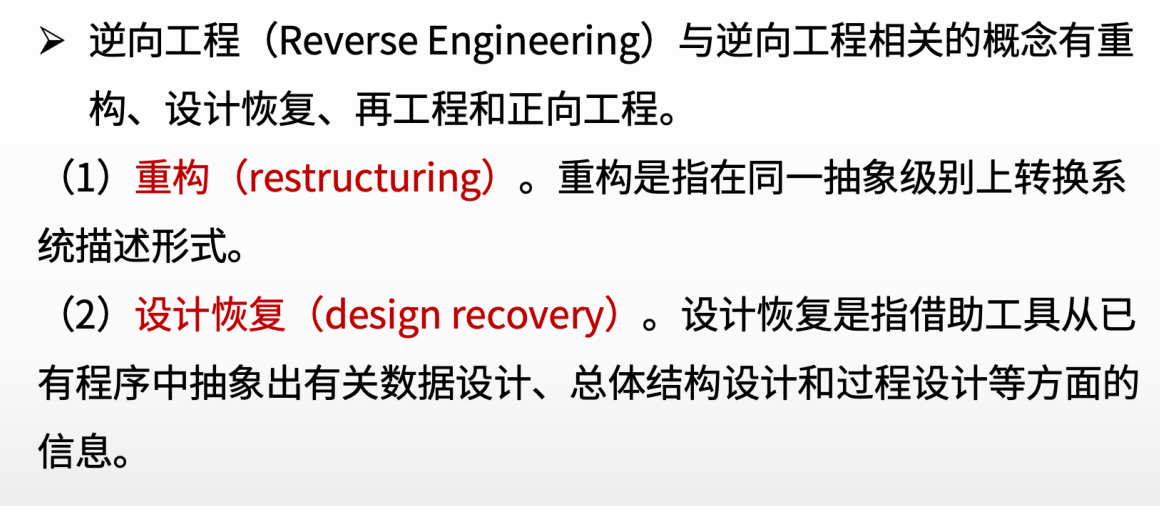 ➢ 逆向工程（Reverse Engineering）与逆向工程相关的概念有重
构、设计恢复、再工程和正向工程。
（1）重构（restructuring）。重构是指在同一抽象级别上转换系
统描述形式。
（2）设计恢复（design recovery）。设计恢复是指借助工具从已
有程序中抽象出有关数据设计、总体结构设计和过程设计等方面的
信息。